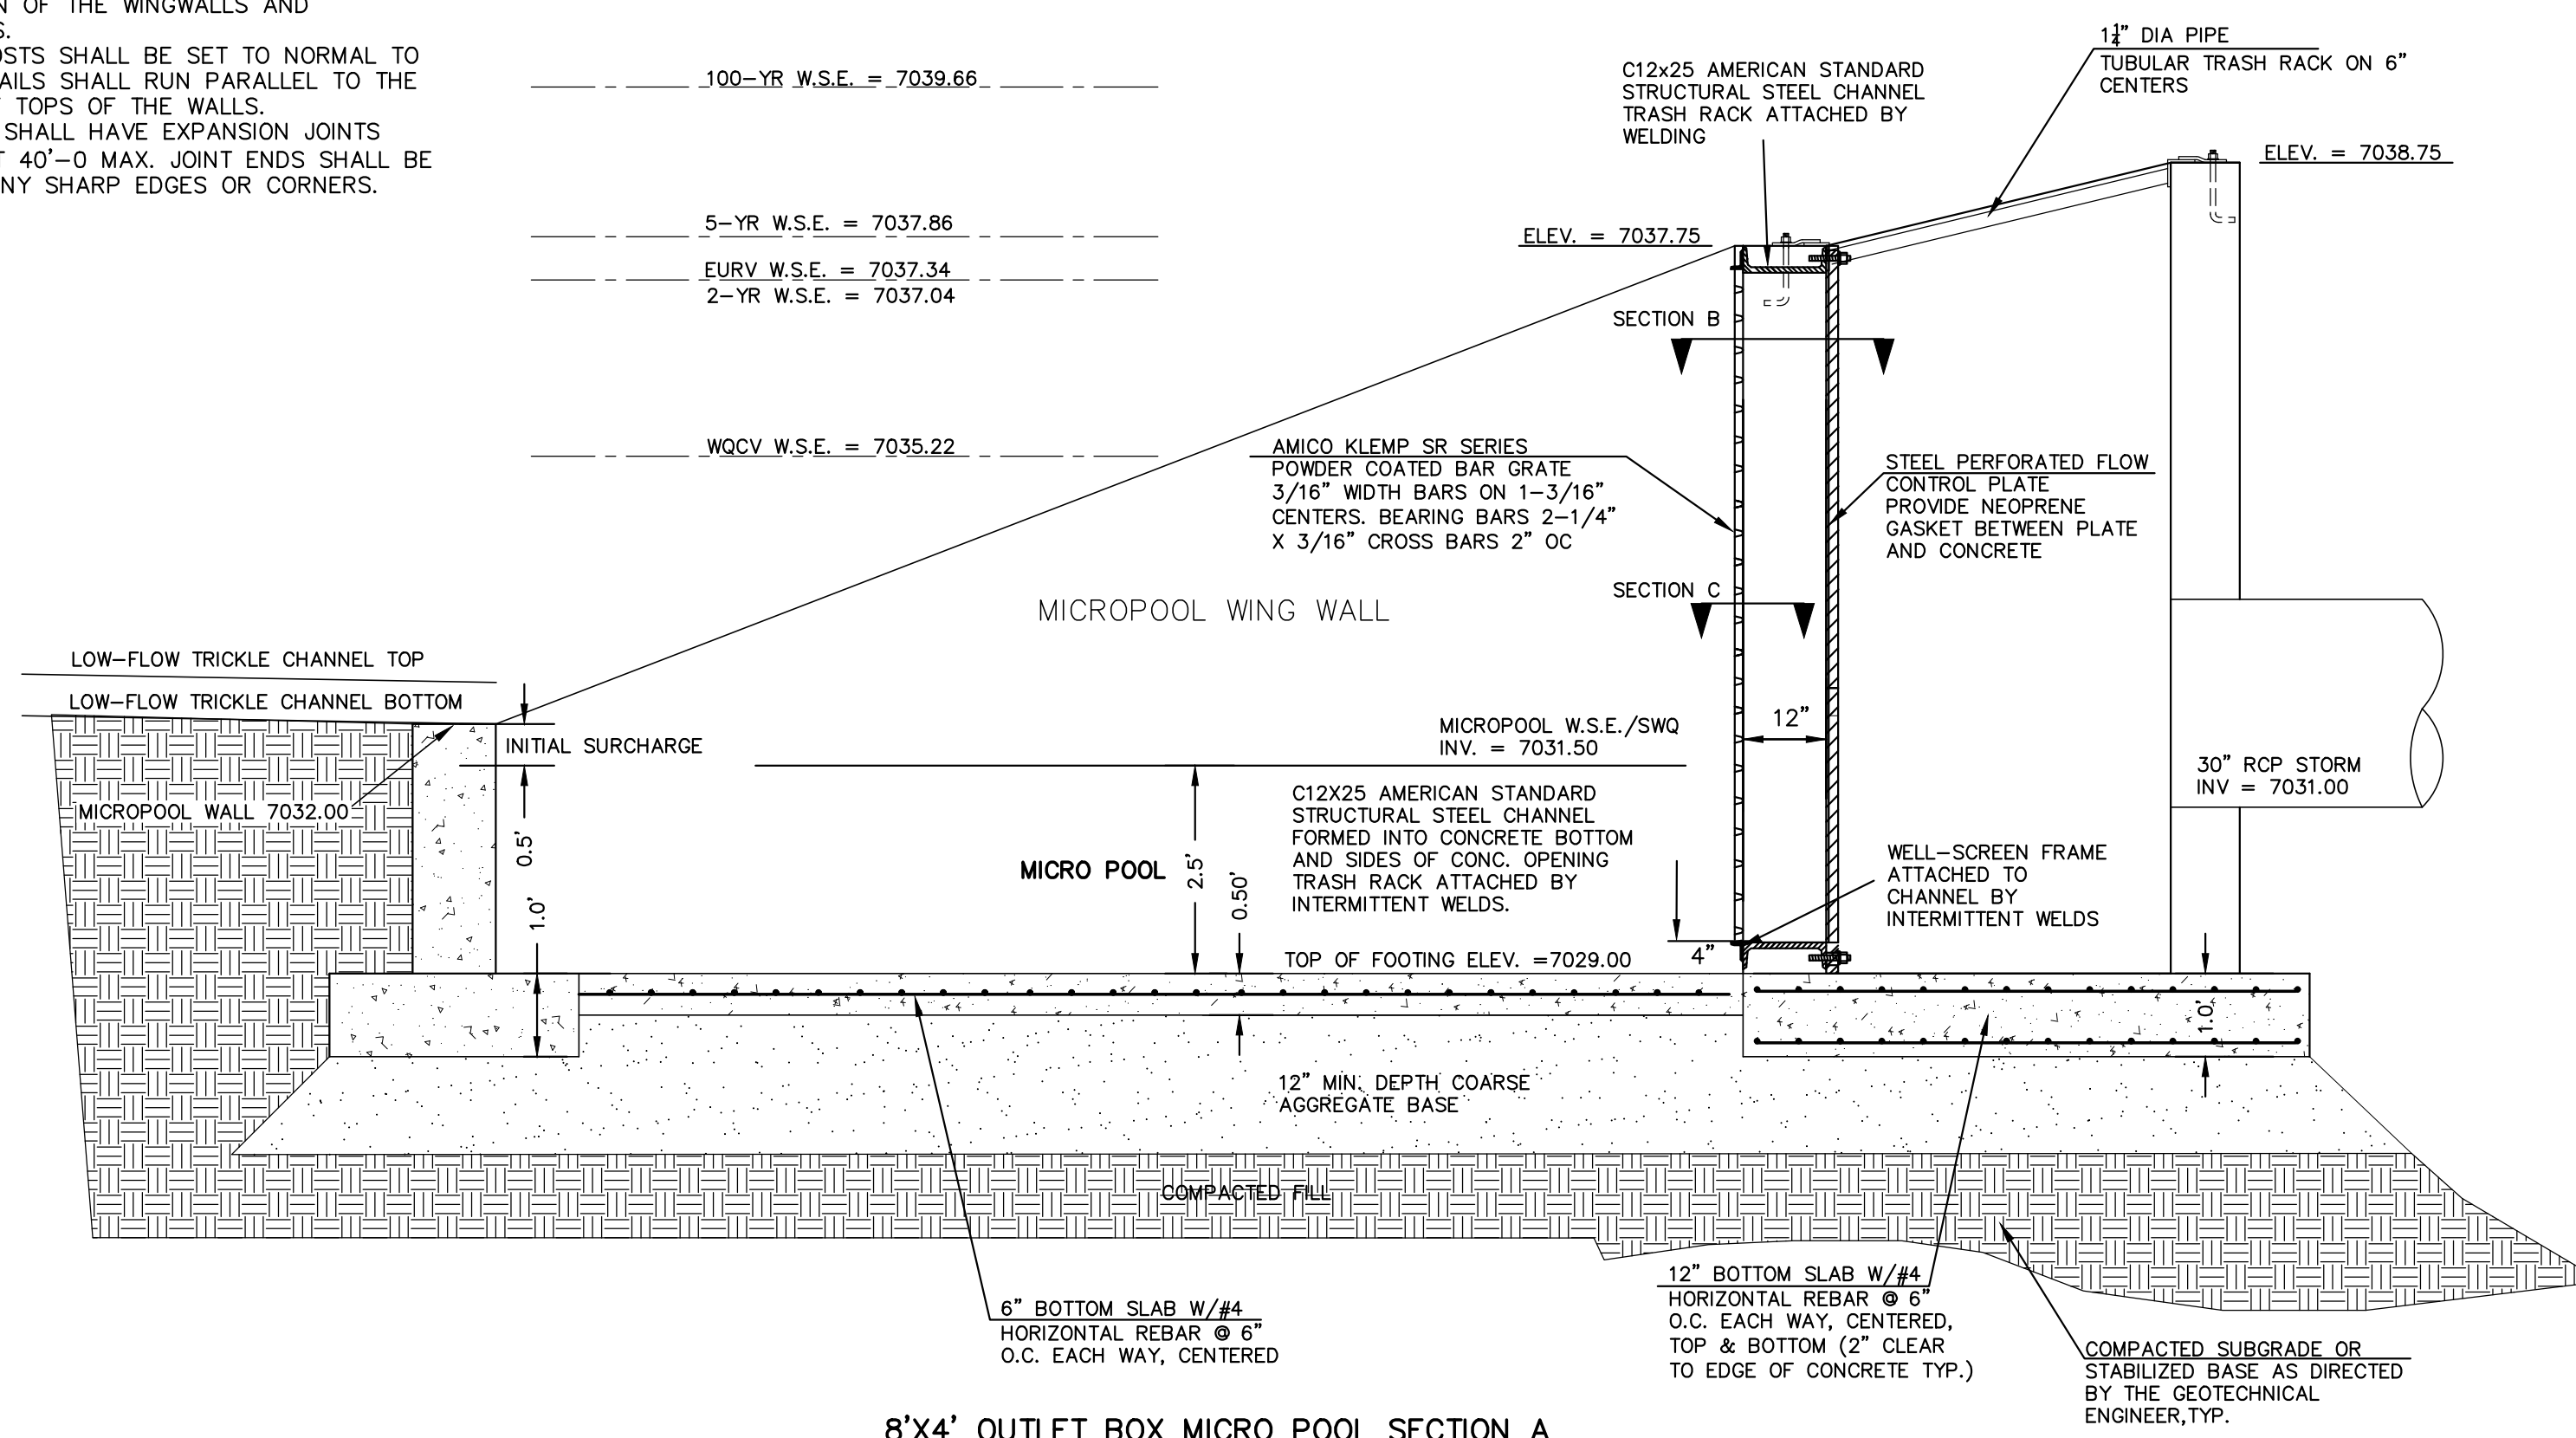 N OF THE WINGWALLS AND
S.
OSTS SHALL BE SET TO NORMAL TO
AILS SHALL RUN PARALLEL TO THE
TOPS OF THE WALLS.
SHALL HAVE EXPANSION JOINTS
T 40'-0 MAX. JOINT ENDS SHALL BE
NY SHARP EDGES OR CORNERS.
100-YR W.S.E. = 7039.66
5-YR W.S.E. = 7037.86
EURV W.S.E. = 7037.34
2-YR W.S.E. = 7037.04
WQCV W.S.E. = 7035.22
C12x25 AMERICAN STANDARD
STRUCTURAL STEEL CHANNEL
TRASH RACK ATTACHED BY
WELDING
1¼" DIA PIPE
TUBULAR TRASH RACK ON 6"
CENTERS
ELEV. = 7038.75
ELEV. = 7037.75
SECTION B
AMICO KLEMP SR SERIES
POWDER COATED BAR GRATE
3/16" WIDTH BARS ON 1-3/16"
CENTERS. BEARING BARS 2-1/4"
X 3/16" CROSS BARS 2" OC
STEEL PERFORATED FLOW
CONTROL PLATE
PROVIDE NEOPRENE
GASKET BETWEEN PLATE
AND CONCRETE
SECTION C
MICROPOOL WING WALL
LOW-FLOW TRICKLE CHANNEL TOP
LOW-FLOW TRICKLE CHANNEL BOTTOM
INITIAL SURCHARGE
MICROPOOL WALL 7032.00
0.5'
1.0'
MICROPOOL W.S.E./SWQ
INV. = 7031.50
12"
30" RCP STORM
INV = 7031.00
MICRO POOL
2.5'
0.50'
C12X25 AMERICAN STANDARD
STRUCTURAL STEEL CHANNEL
FORMED INTO CONCRETE BOTTOM
AND SIDES OF CONC. OPENING
TRASH RACK ATTACHED BY
INTERMITTENT WELDS.
WELL-SCREEN FRAME
ATTACHED TO
CHANNEL BY
INTERMITTENT WELDS
4"
TOP OF FOOTING ELEV. =7029.00
1.0'
12" MIN. DEPTH COARSE
AGGREGATE BASE
COMPACTED FILL
6" BOTTOM SLAB W/#4
HORIZONTAL REBAR @ 6"
O.C. EACH WAY, CENTERED
12" BOTTOM SLAB W/#4
HORIZONTAL REBAR @ 6"
O.C. EACH WAY, CENTERED,
TOP & BOTTOM (2" CLEAR
TO EDGE OF CONCRETE TYP.)
COMPACTED SUBGRADE OR
STABILIZED BASE AS DIRECTED
BY THE GEOTECHNICAL
ENGINEER,TYP.
8'X4' OUTLET BOX MICRO POOL SECTION A